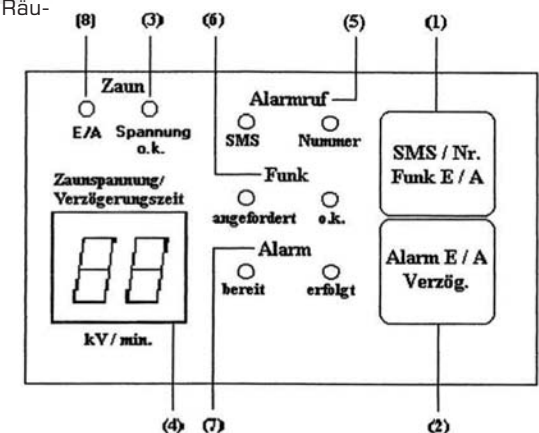 Räu-
(8) (3) (6) (5) (1)
Zaun
E/A Spannung o.k.
Alarmruf
SMS Nummer
SMS / Nr.
Funk E / A
Zaunspannung/
Verzögerungszeit
Funk
angefordert o.k.
Alarm
bereit erfolgt
Alarm E / A
Verzög.
kV / min.
(4) (7) (2)